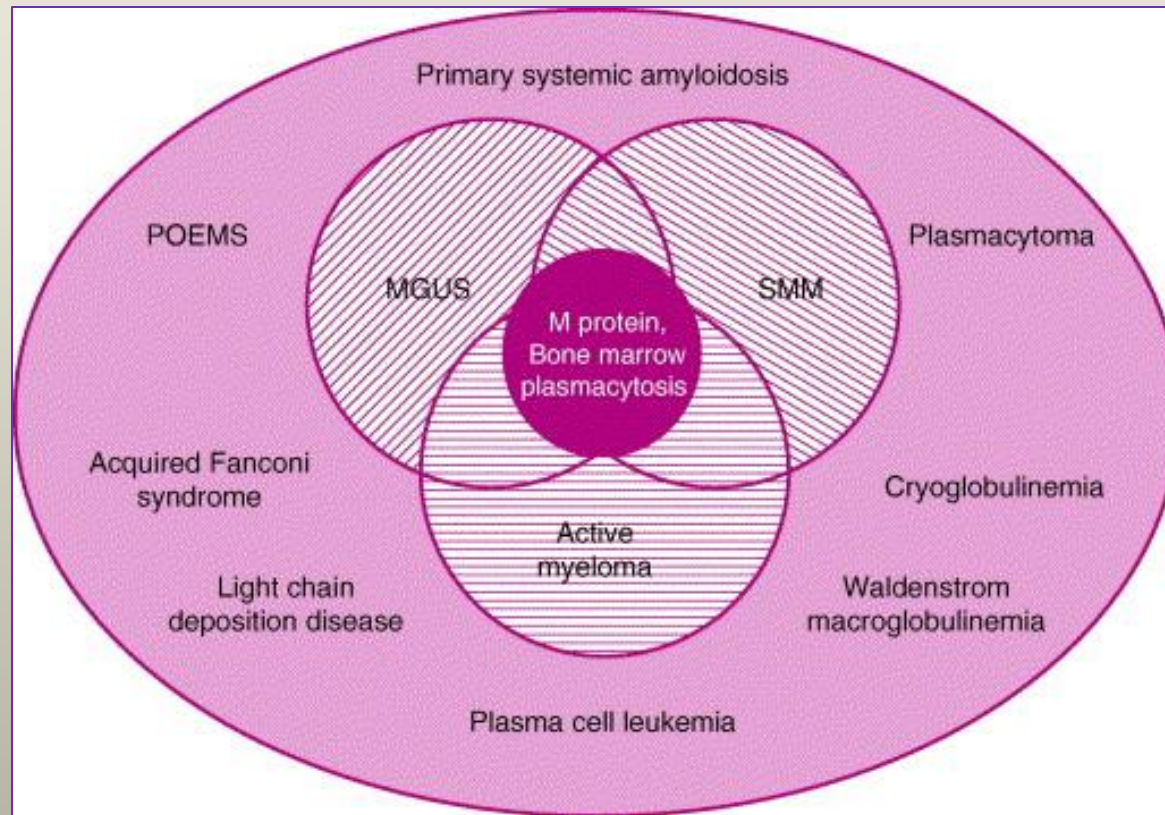 Primary systemic amyloidosis
POEMS
Plasmacytoma
MGUS
SMM
M protein,
Bone marrow
plasmacytosis
Acquired Fanconi
syndrome
Cryoglobulinemia
Active
myeloma
Light chain
deposition disease
Waldenstrom
macroglobulinemia
Plasma cell leukemia